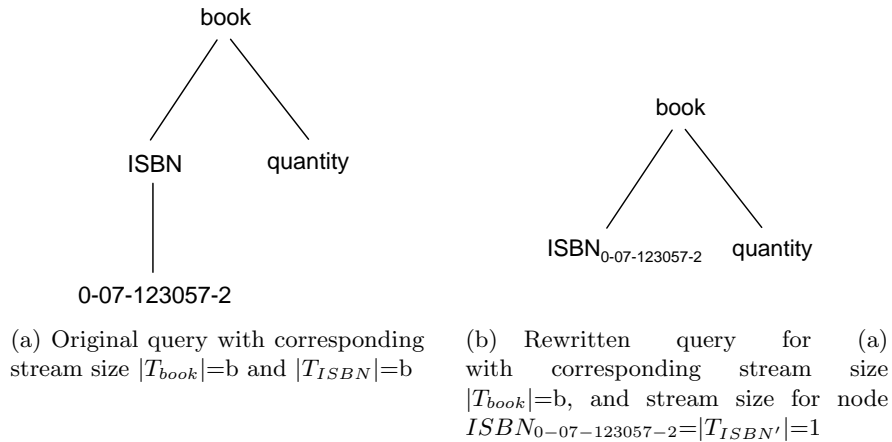 book
ISBN
quantity
0-07-123057-2
(a) Original query with corresponding
stream size |T_book|=b and |T_ISBN|=b
book
ISBN_0-07-123057-2
quantity
(b) Rewritten query for (a)
with corresponding stream size
|T_book|=b, and stream size for node
ISBN_0−07−123057−2=|T_ISBN′|=1